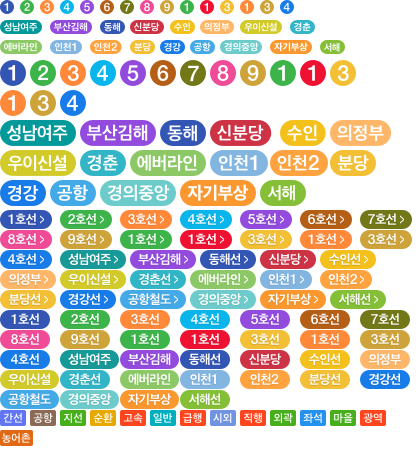 1 2 3 4 5 6 7 8 9 1 1 3 1 3 4
성남여주 부산김해 동해 신분당 수인 의정부 우이신설 경춘
에버라인 인천1 인천2 분당 경강 공항 경의중앙 자기부상 서해
1 2 3 4 5 6 7 8 9 1 1 3
1 3 4
성남여주 부산김해 동해 신분당 수인 의정부
우이신설 경춘 에버라인 인천1 인천2 분당
경강 공항 경의중앙 자기부상 서해
1호선> 2호선> 3호선> 4호선> 5호선> 6호선> 7호선>
8호선> 9호선> 1호선> 1호선> 3호선> 1호선> 3호선>
4호선> 성남여주> 부산김해> 동해선> 신분당> 수인선>
의정부> 우이신설> 경춘선> 에버라인> 인천1> 인천2>
분당선> 경강선> 공항철도> 경의중앙> 자기부상> 서해선>
1호선 2호선 3호선 4호선 5호선 6호선 7호선
8호선 9호선 1호선 1호선 3호선 1호선 3호선
4호선 성남여주 부산김해 동해선 신분당 수인선 의정부
우이신설 경춘선 에버라인 인천1 인천2 분당선 경강선
공항철도 경의중앙 자기부상 서해선
간선 공항 지선 순환 고속 일반 급행 시외 직행 외곽 좌석 마을 광역
농어촌